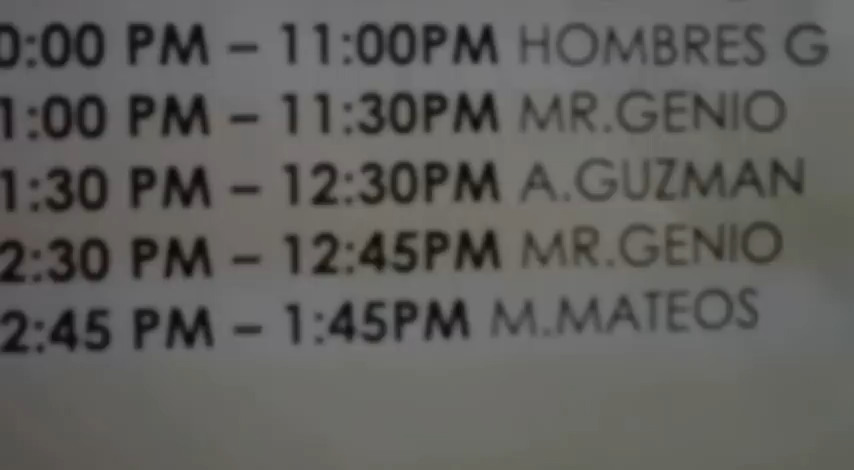 0:00 PM – 11:00PM HOMBRES G
1:00 PM – 11:30PM MR.GENIO
1:30 PM – 12:30PM A.GUZMAN
2:30 PM – 12:45PM MR.GENIO
2:45 PM – 1:45PM M.MATEOS